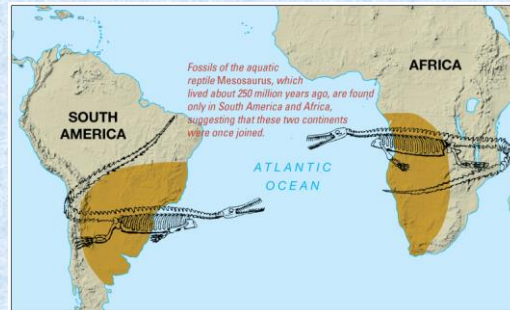 Fossils of the aquatic
reptile Mesosaurus, which
lived about 250 million years ago, are found
only in South America and Africa,
suggesting that these two continents
were once joined.
AFRICA
SOUTH
AMERICA
ATLANTIC
OCEAN